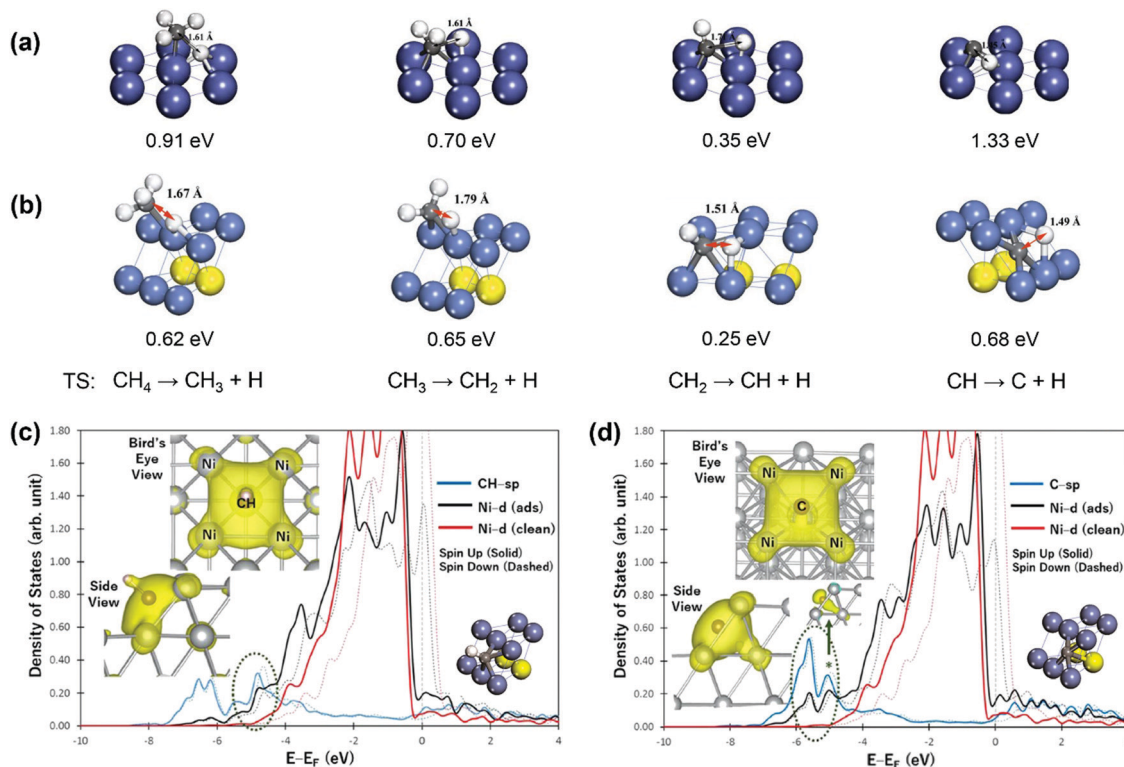 (a)
1.61 Å
1.61 Å
0.91 eV
0.70 eV
0.35 eV
1.33 eV
(b)
1.67 Å
1.79 Å
1.51 Å
1.49 Å
0.62 eV
0.65 eV
0.25 eV
0.68 eV
TS: CH₄ → CH₃ + H
CH₃ → CH₂ + H
CH₂ → CH + H
CH → C + H
(c)
Density of States (arb. unit)
1.80
1.60
1.40
1.20
1.00
0.80
0.60
0.40
0.20
0.00
Bird's
Eye
View
Ni
Ni
CH
Ni
Ni
Side
View
CH–sp
Ni–d (ads)
Ni–d (clean)
Spin Up (Solid)
Spin Down (Dashed)
-10
-8
-6
-4
-2
0
2
4
E–E_F (eV)
(d)
Density of States (arb. unit)
1.80
1.60
1.40
1.20
1.00
0.80
0.60
0.40
0.20
0.00
Bird's
Eye
View
Ni
Ni
C
Ni
Ni
Side
View
*
C–sp
Ni–d (ads)
Ni–d (clean)
Spin Up (Solid)
Spin Down (Dashed)
-10
-8
-6
-4
-2
0
2
4
E–E_F (eV)